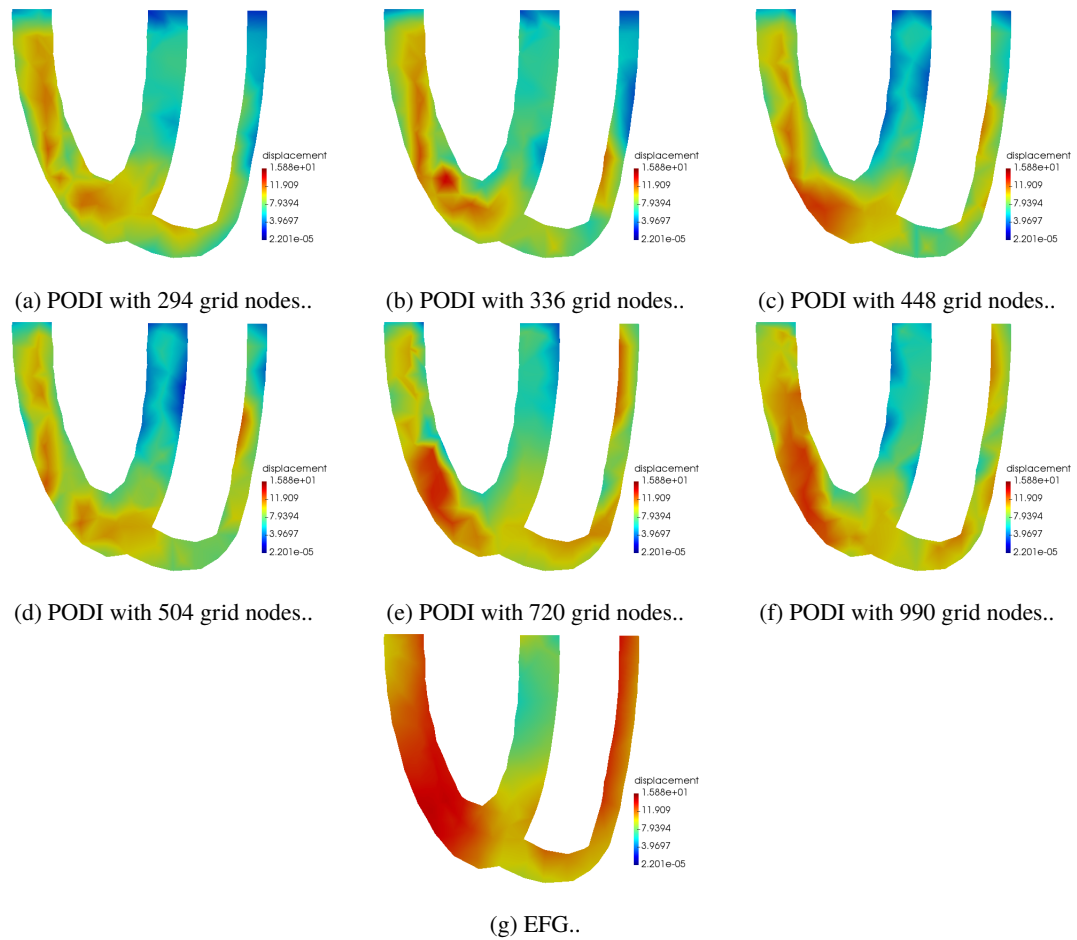 displacement
1.588e+01
11.909
7.9394
3.9697
2.201e-05
displacement
1.588e+01
11.909
7.9394
3.9697
2.201e-05
displacement
1.588e+01
11.909
7.9394
3.9697
2.201e-05
(a) PODI with 294 grid nodes..
(b) PODI with 336 grid nodes..
(c) PODI with 448 grid nodes..
displacement
1.588e+01
11.909
7.9394
3.9697
2.201e-05
displacement
1.588e+01
11.909
7.9394
3.9697
2.201e-05
displacement
1.588e+01
11.909
7.9394
3.9697
2.201e-05
(d) PODI with 504 grid nodes..
(e) PODI with 720 grid nodes..
(f) PODI with 990 grid nodes..
displacement
1.588e+01
11.909
7.9394
3.9697
2.201e-05
(g) EFG..